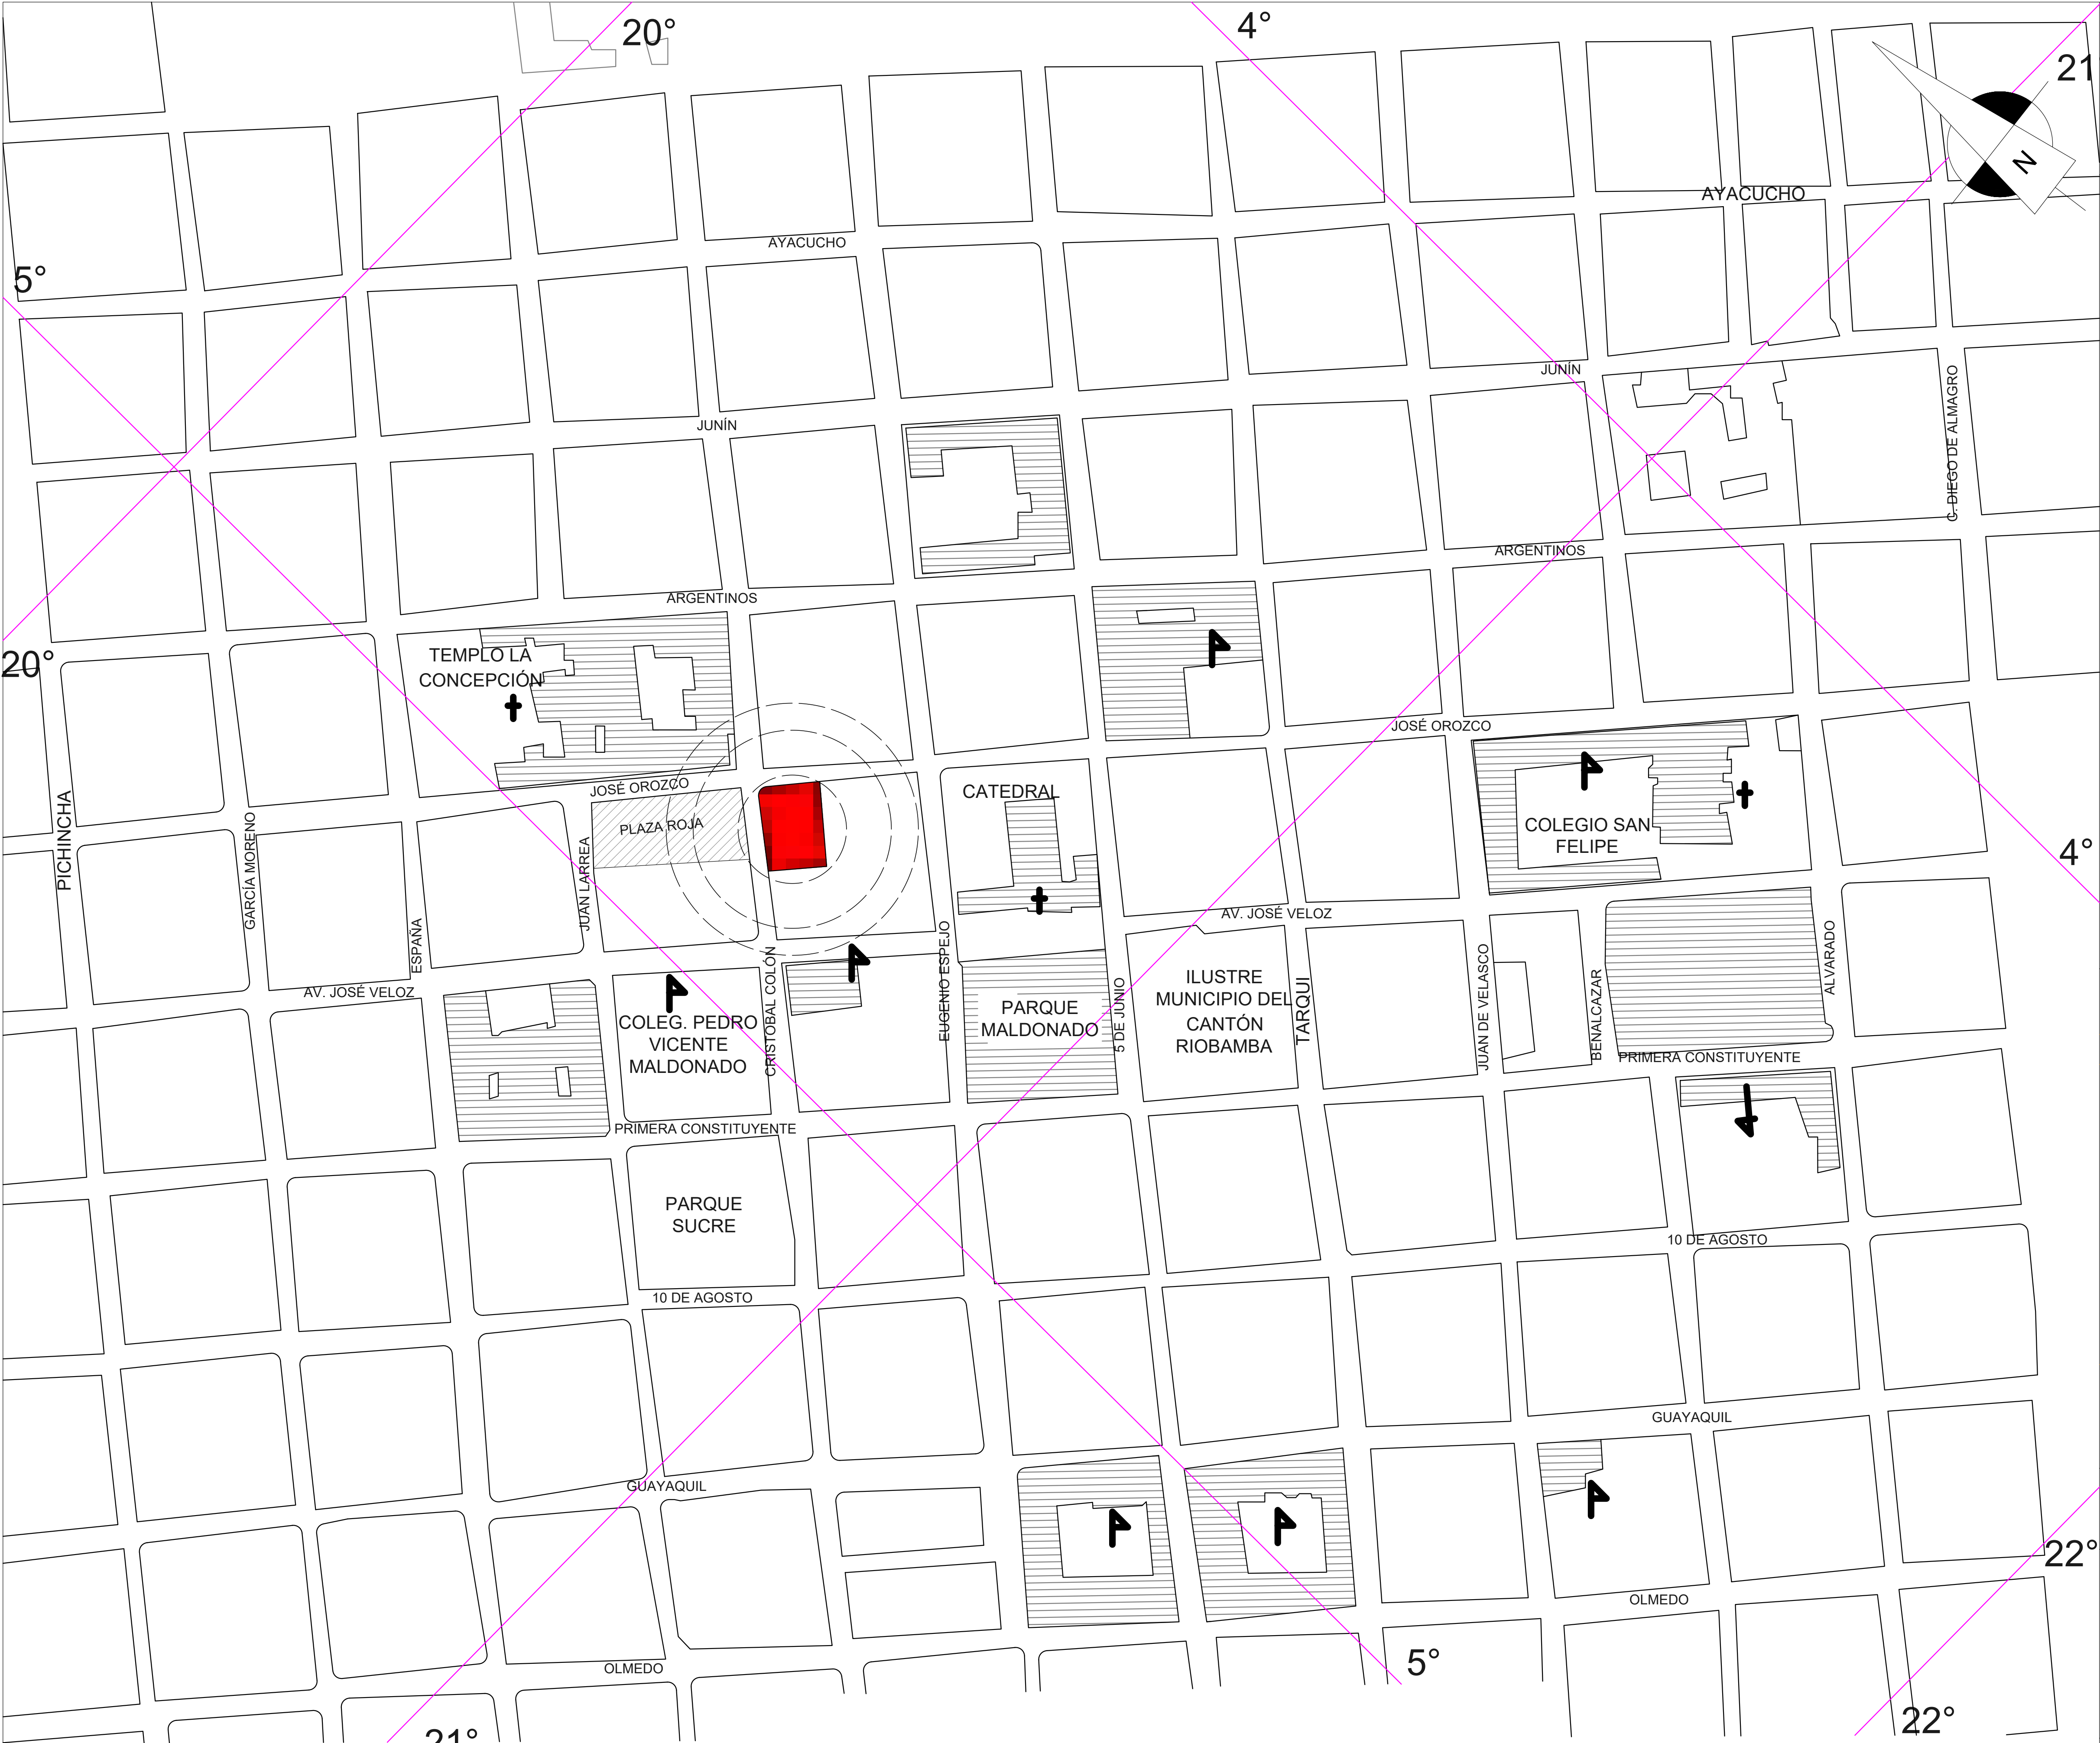 20°
4°
21
N
AYACUCHO
AYACUCHO
5°
JUNÍN
JUNÍN
C. DIEGO DE ALMAGRO
ARGENTINOS
ARGENTINOS
20°
TEMPLO LA
CONCEPCIÓN
JOSÉ OROZCO
JOSÉ OROZCO
PLAZA ROJA
CATEDRAL
COLEGIO SAN
FELIPE
4°
PICHINCHA
GARCÍA MORENO
ESPAÑA
JUAN LARREA
CRISTOBAL COLÓN
EUGENIO ESPEJO
5 DE JUNIO
TARQUI
JUAN DE VELASCO
BENALCAZAR
ALVARADO
AV. JOSÉ VELOZ
AV. JOSÉ VELOZ
COLEG. PEDRO
VICENTE
MALDONADO
PARQUE
MALDONADO
ILUSTRE
MUNICIPIO DEL
CANTÓN
RIOBAMBA
PRIMERA CONSTITUYENTE
PRIMERA CONSTITUYENTE
PARQUE
SUCRE
10 DE AGOSTO
10 DE AGOSTO
GUAYAQUIL
GUAYAQUIL
22°
OLMEDO
OLMEDO
5°
22°
21°